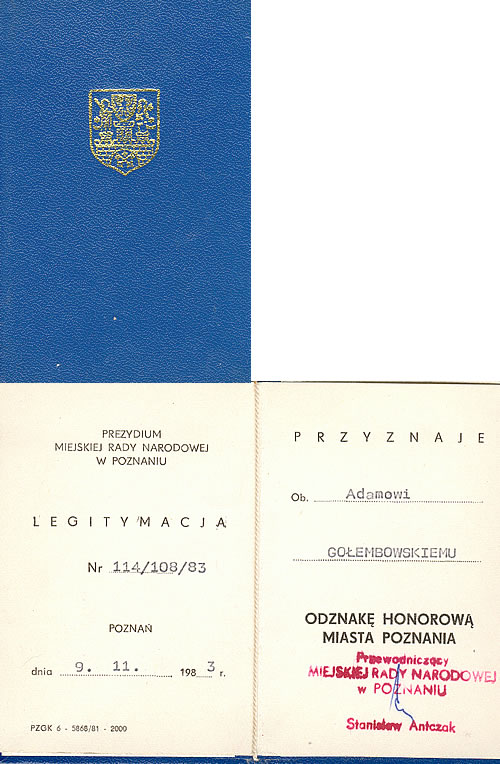 PREZYDIUM
MIEJSKIEJ RADY NARODOWEJ
W POZNANIU
LEGITYMACJA
Nr 114/108/83
POZNAŃ
dnia 9. 11. 1983 r.
PZGK 6 - 5868/81 - 2000
PRZYZNAJE
Ob. Adamowi
GOŁEMBOWSKIEMU
ODZNAKĘ HONOROWĄ
MIASTA POZNANIA
Przewodniczący
MIEJSKIEJ RADY NARODOWEJ
w POZNANIU
Stanisław Antczak